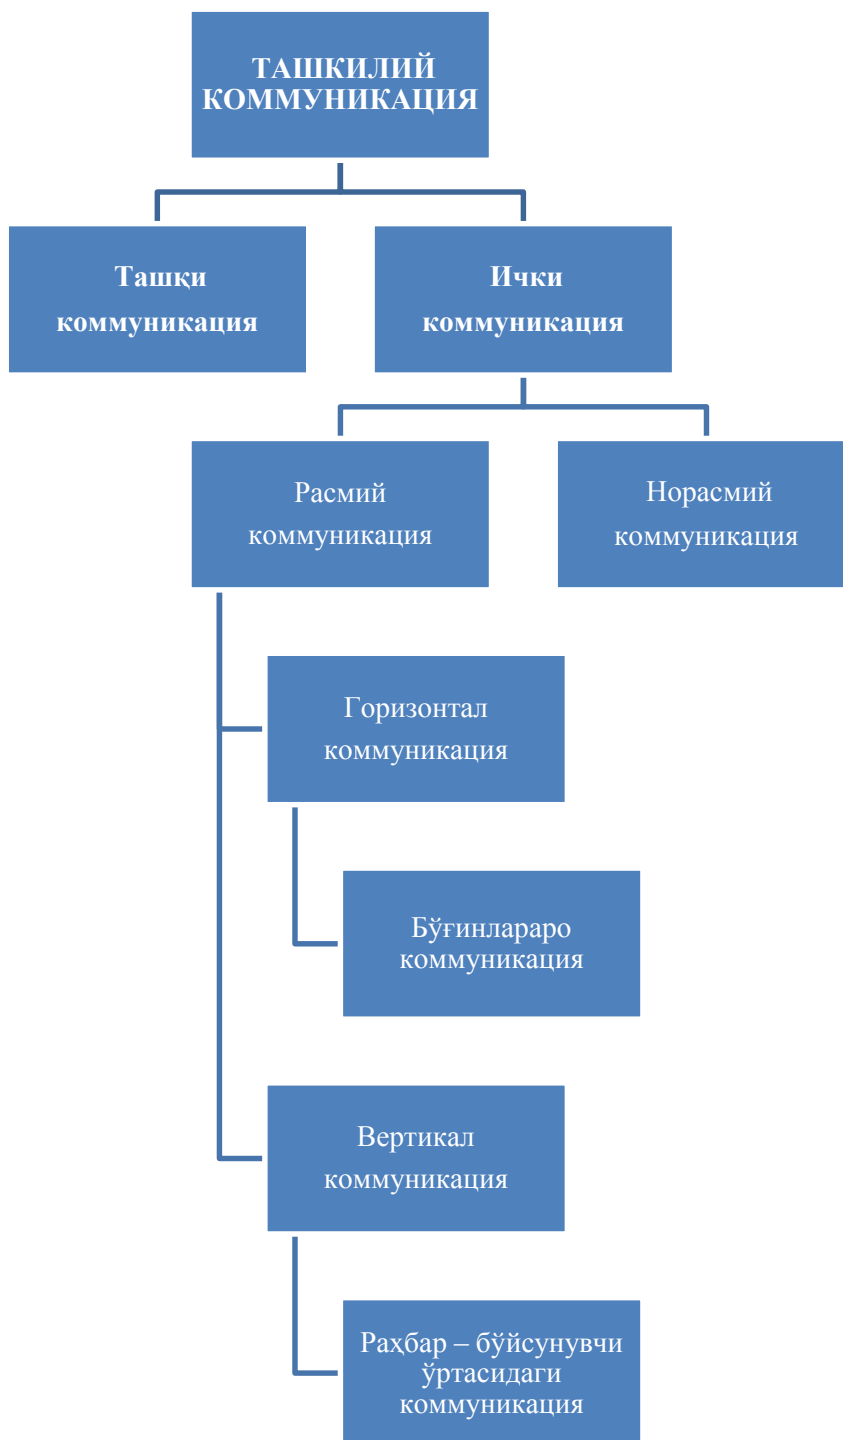 ТАШКИЛИЙ
КОММУНИКАЦИЯ
Ташқи
коммуникация
Ички
коммуникация
Расмий
коммуникация
Норасмий
коммуникация
Горизонтал
коммуникация
Бўғинлараро
коммуникация
Вертикал
коммуникация
Раҳбар – бўйсунувчи
ўртасидаги
коммуникация